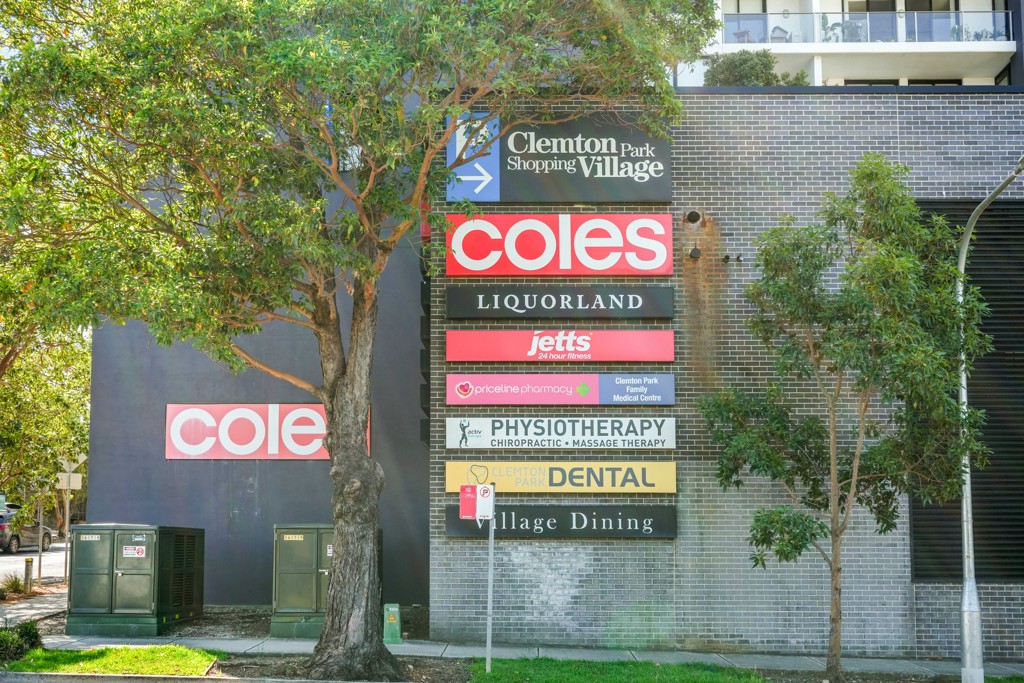 Clemton Park
Shopping Village
coles
LIQUORLAND
jetts
24 hour fitness
priceline pharmacy
Clemton Park
Family
Medical Centre
activ
PHYSIOTHERAPY
CHIROPRACTIC • MASSAGE THERAPY
CLEMTON
PARK
DENTAL
Village Dining
cole
P